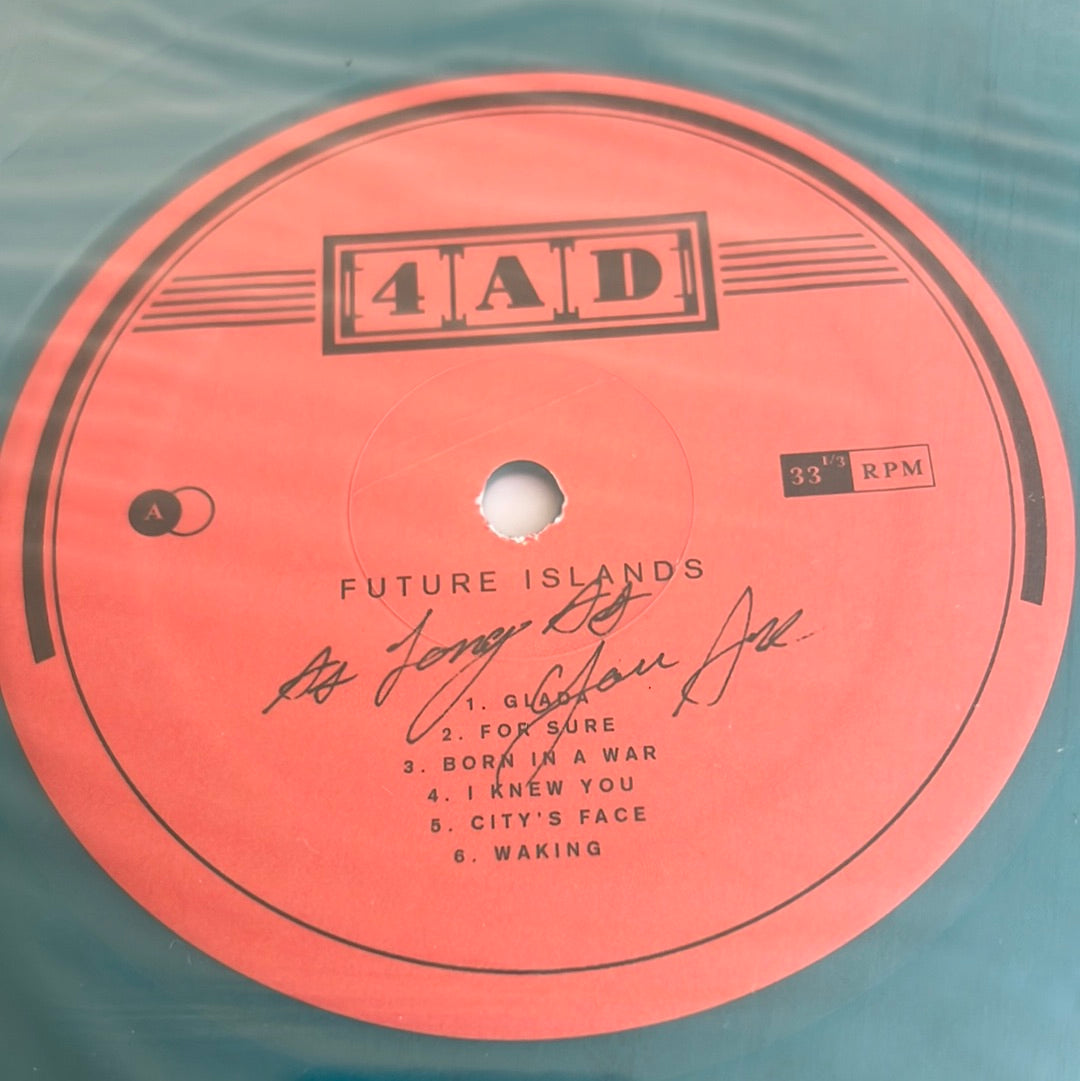 4AD
A
33 1/3 RPM
FUTURE ISLANDS
As Long As
You Are
1. GLADA
2. FOR SURE
3. BORN IN A WAR
4. I KNEW YOU
5. CITY'S FACE
6. WAKING